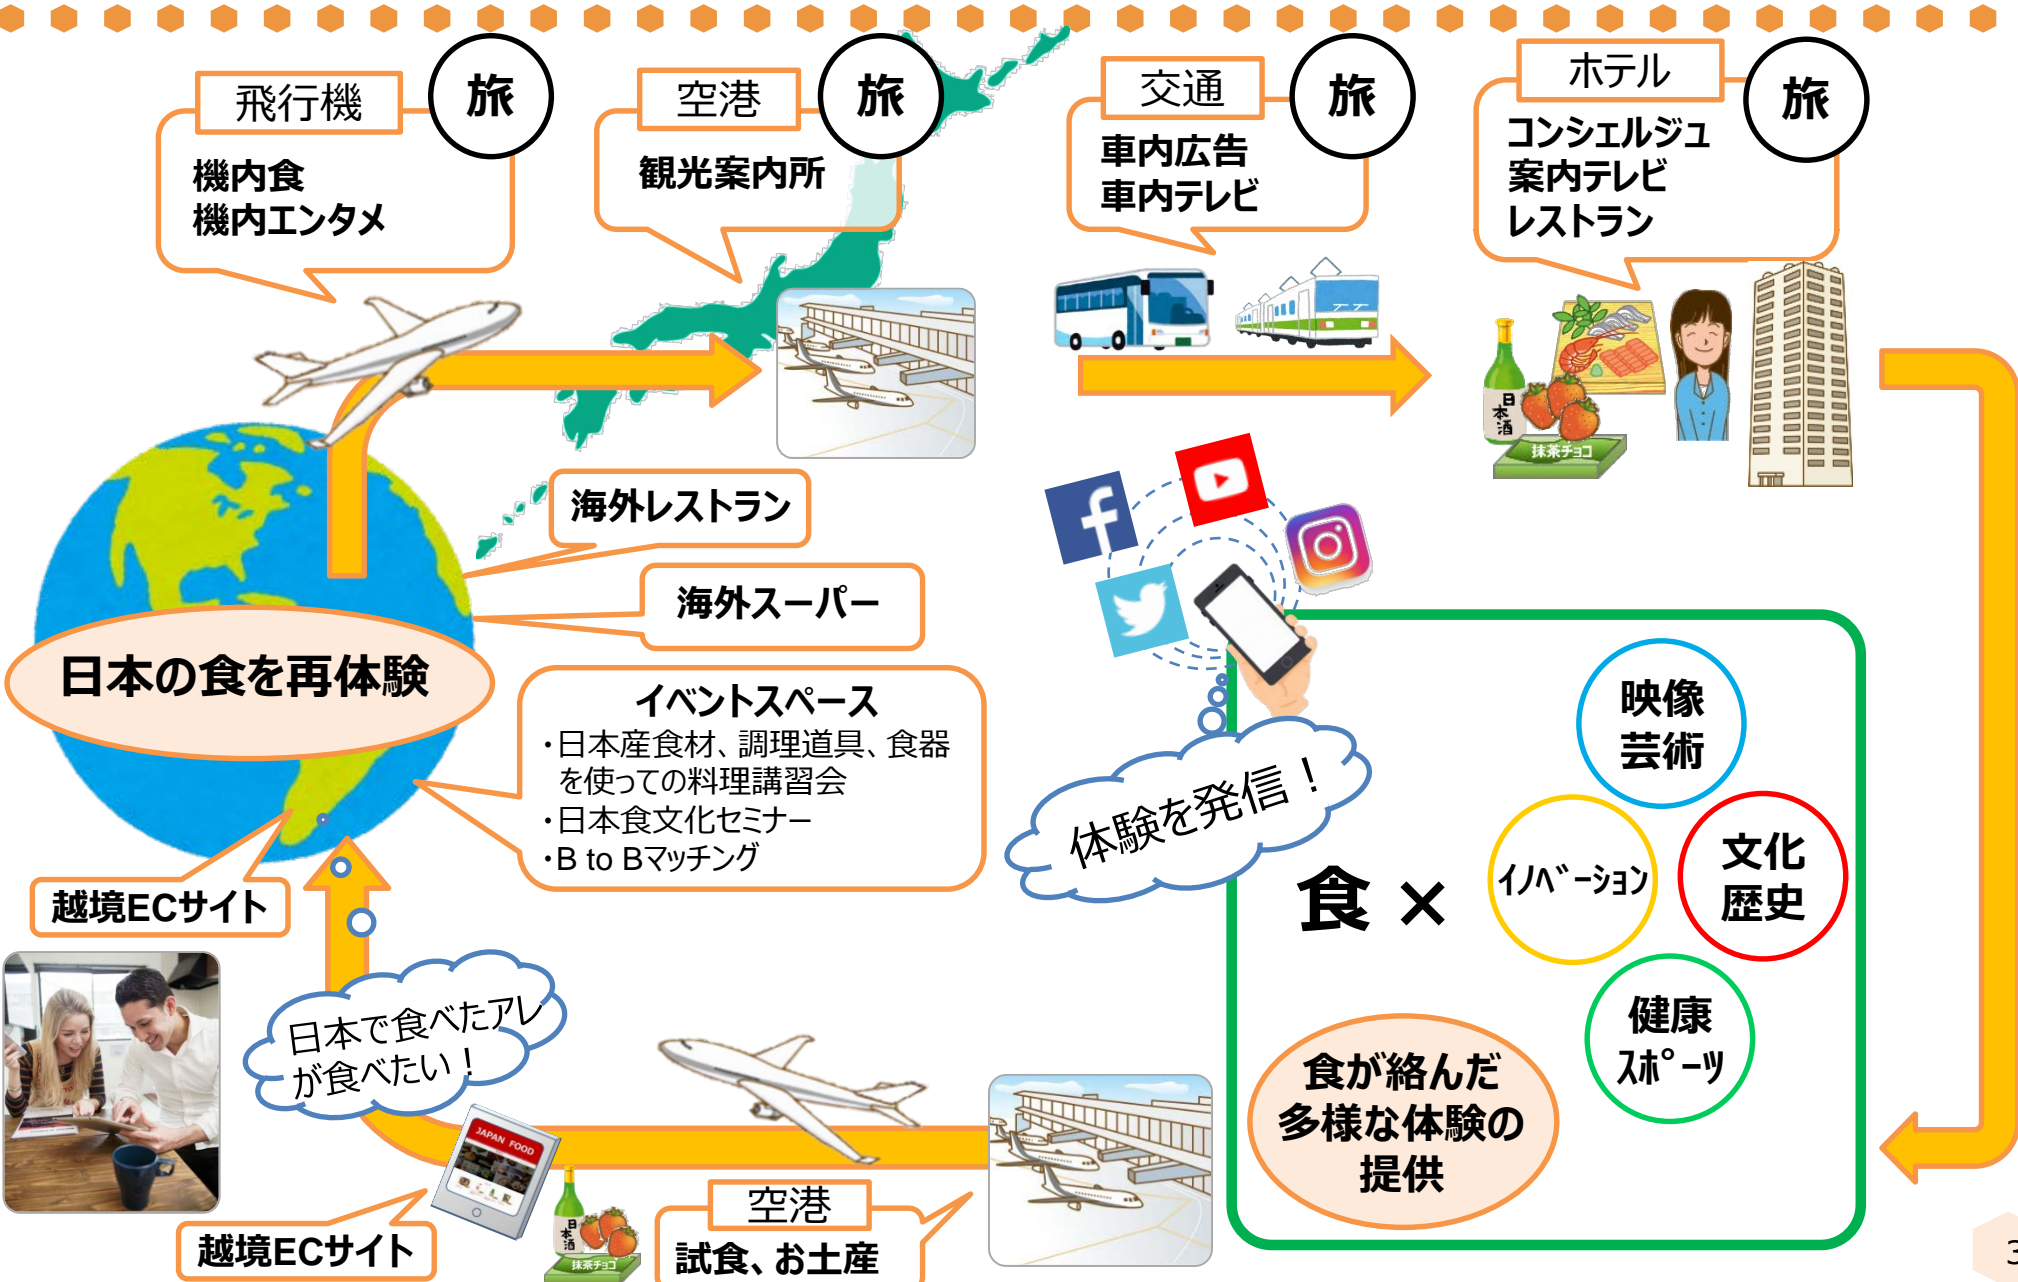 飛行機
旅
機内食
機内エンタメ
空港
旅
観光案内所
交通
旅
車内広告
車内テレビ
ホテル
旅
コンシェルジュ
案内テレビ
レストラン
日本酒
抹茶チョコ
海外レストラン
海外スーパー
日本の食を再体験
イベントスペース
・日本産食材、調理道具、食器
を使っての料理講習会
・日本食文化セミナー
・B to Bマッチング
越境ECサイト
体験を発信！
食 ×
映像
芸術
ｲﾉﾍﾞｰｼｮﾝ
文化
歴史
健康
ｽﾎﾟｰﾂ
食が絡んだ
多様な体験の
提供
日本で食べたアレ
が食べたい！
JAPAN FOOD
越境ECサイト
日本酒
抹茶チョコ
空港
試食、お土産
3